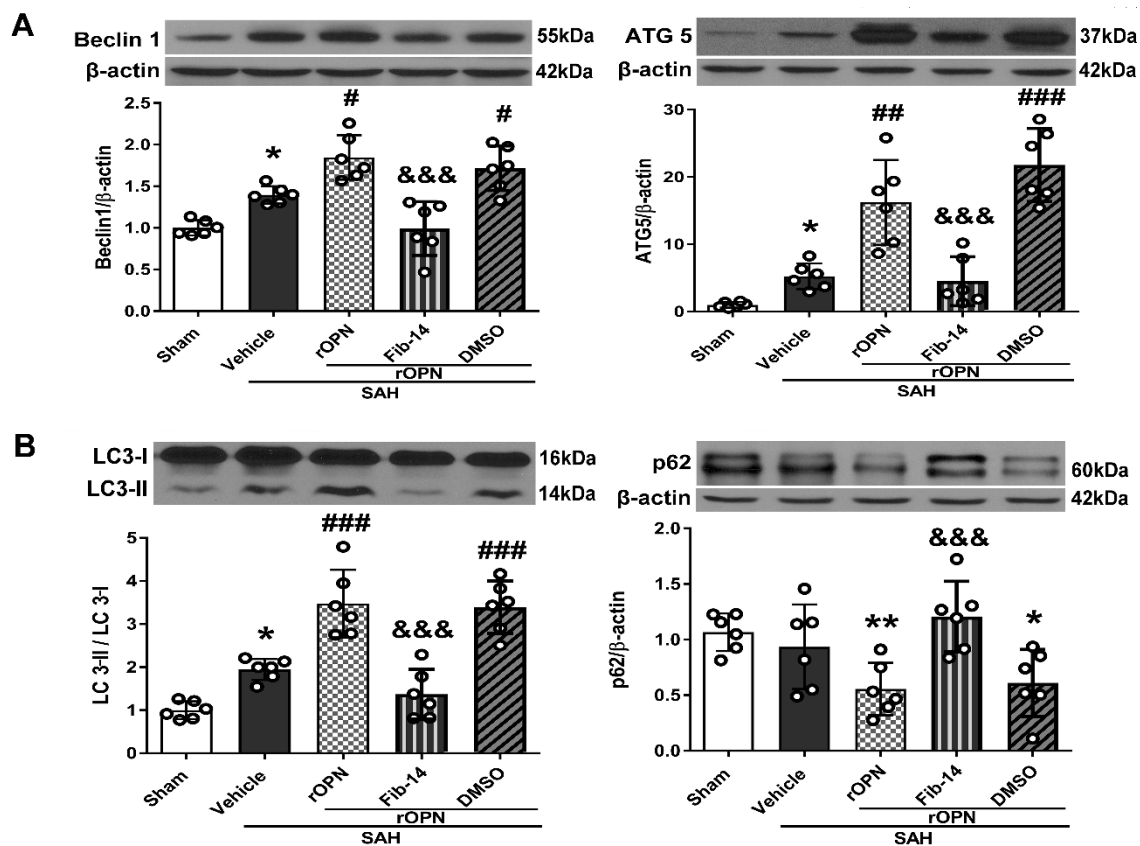 A
Beclin 1
55kDa
β-actin
42kDa
Beclin1/β-actin
2.5
2.0
1.5
1.0
0.5
0.0
*
#
&&&
#
Sham
Vehicle
rOPN
Fib-14
DMSO
rOPN
SAH
ATG 5
37kDa
β-actin
42kDa
ATG5/β-actin
30
20
10
0
*
##
&&&
###
Sham
Vehicle
rOPN
Fib-14
DMSO
rOPN
SAH
B
LC3-I
16kDa
LC3-II
14kDa
LC 3-II / LC 3-I
5
4
3
2
1
0
*
###
&&&
###
Sham
Vehicle
rOPN
Fib-14
DMSO
rOPN
SAH
p62
60kDa
β-actin
42kDa
p62/β-actin
2.0
1.5
1.0
0.5
0.0
**
&&&
*
Sham
Vehicle
rOPN
Fib-14
DMSO
rOPN
SAH